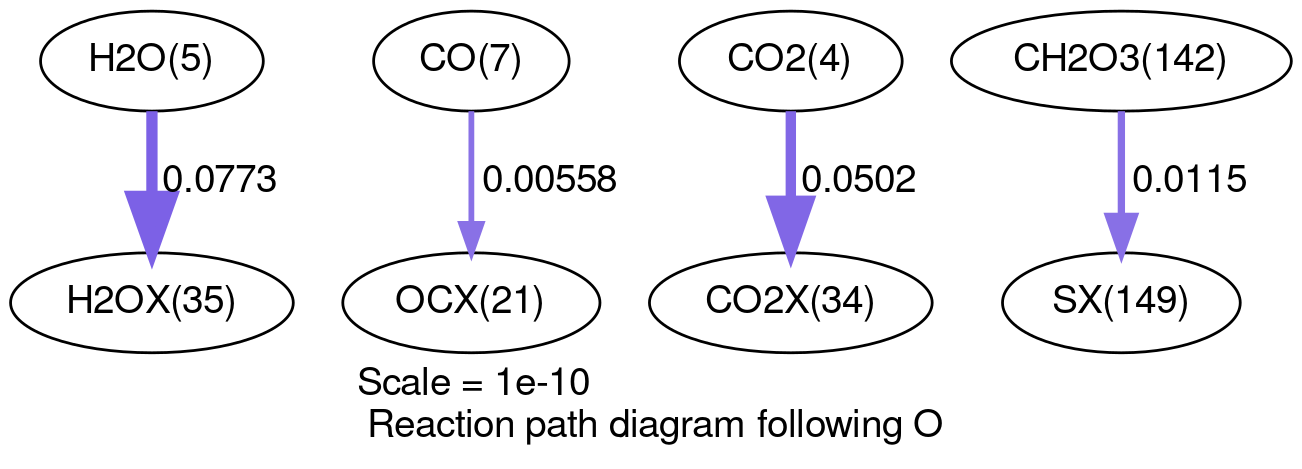 H2O(5)
CO(7)
CO2(4)
CH2O3(142)
0.0773
0.00558
0.0502
0.0115
H2OX(35)
OCX(21)
CO2X(34)
SX(149)
Scale = 1e-10
Reaction path diagram following O